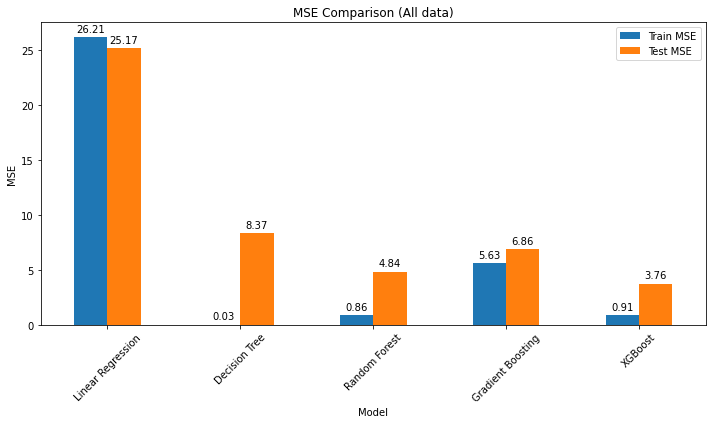 MSE Comparison (All data)
Train MSE
Test MSE
MSE
25
20
15
10
5
0
26.21
25.17
0.03
8.37
0.86
4.84
5.63
6.86
0.91
3.76
Linear Regression
Decision Tree
Random Forest
Gradient Boosting
XGBoost
Model